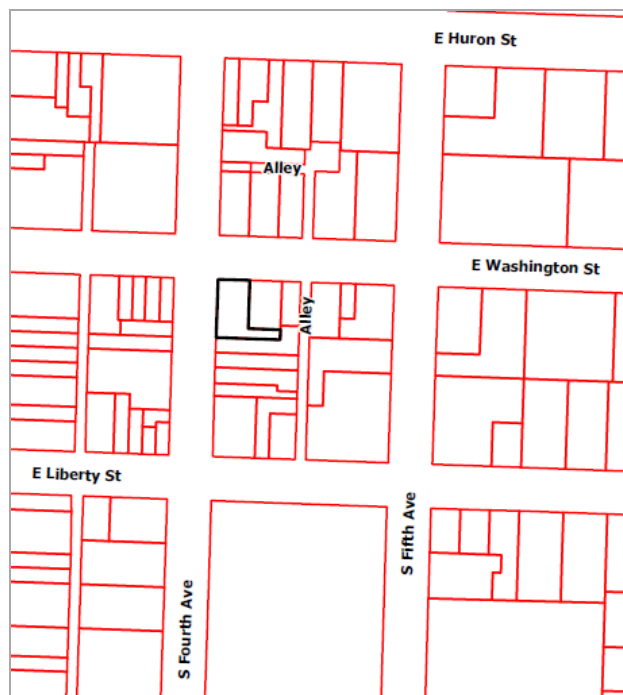 E Huron St
Alley
E Washington St
Alley
E Liberty St
S Fifth Ave
S Fourth Ave